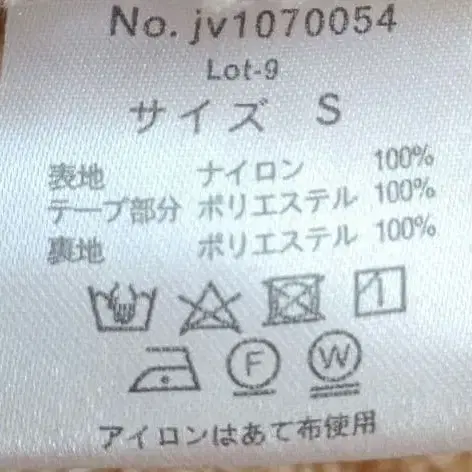 No. jv1070054
Lot-9
サイズ S
表地 ナイロン 100%
テープ部分 ポリエステル 100%
裏地 ポリエステル 100%
F W
アイロンはあて布使用